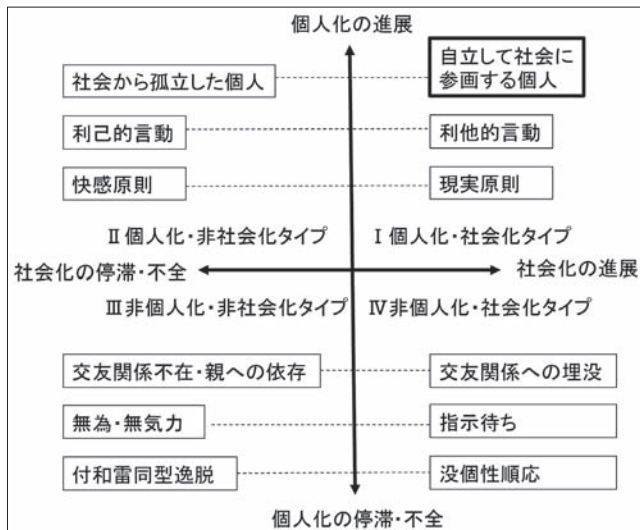 個人化の進展
社会から孤立した個人
自立して社会に
参画する個人
利己的言動
利他的言動
快感原則
現実原則
Ⅱ個人化・非社会化タイプ
Ⅰ個人化・社会化タイプ
社会化の停滞・不全
社会化の進展
Ⅲ非個人化・非社会化タイプ
Ⅳ非個人化・社会化タイプ
交友関係不在・親への依存
交友関係への埋没
無為・無気力
指示待ち
付和雷同型逸脱
没個性順応
個人化の停滞・不全